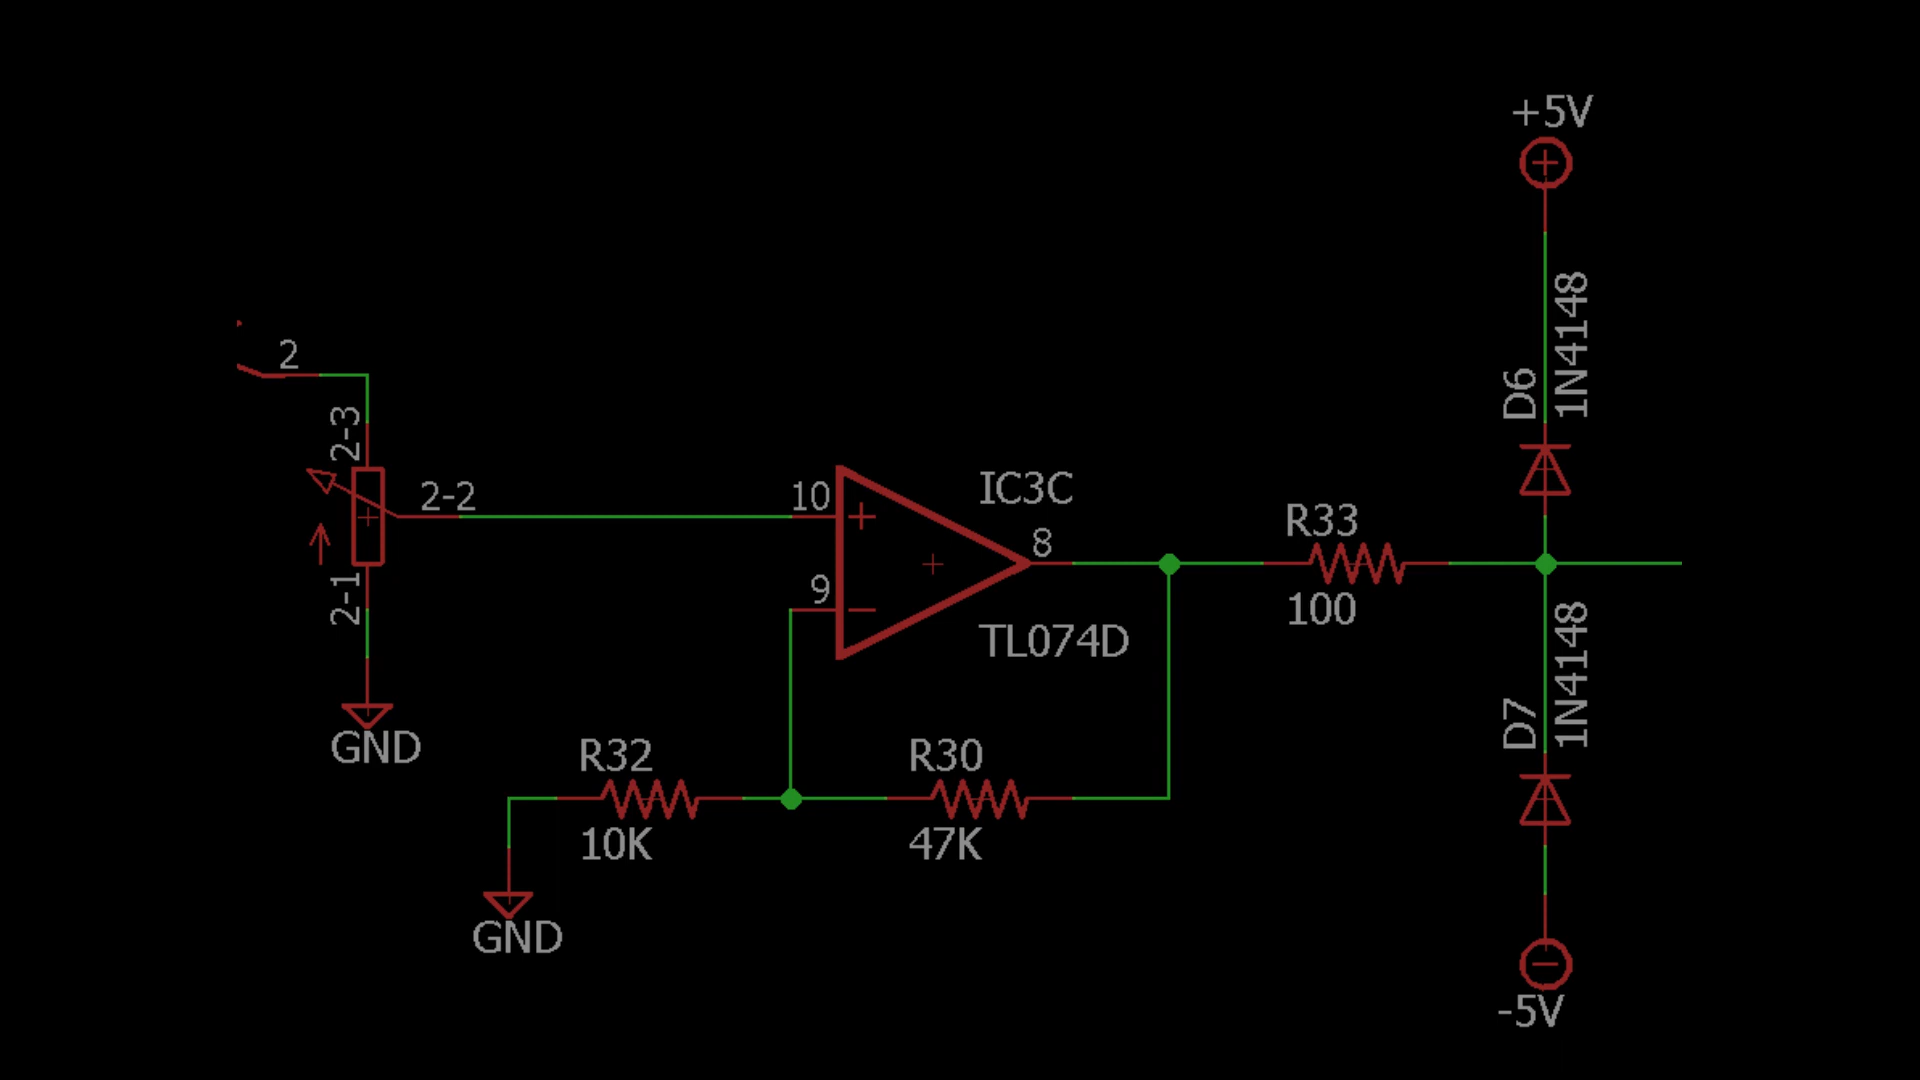 +5V
1N4148
D6
2
2-3
2-2
2-1
GND
10
9
8
IC3C
TL074D
R33
100
1N4148
D7
R32
10K
R30
47K
GND
-5V